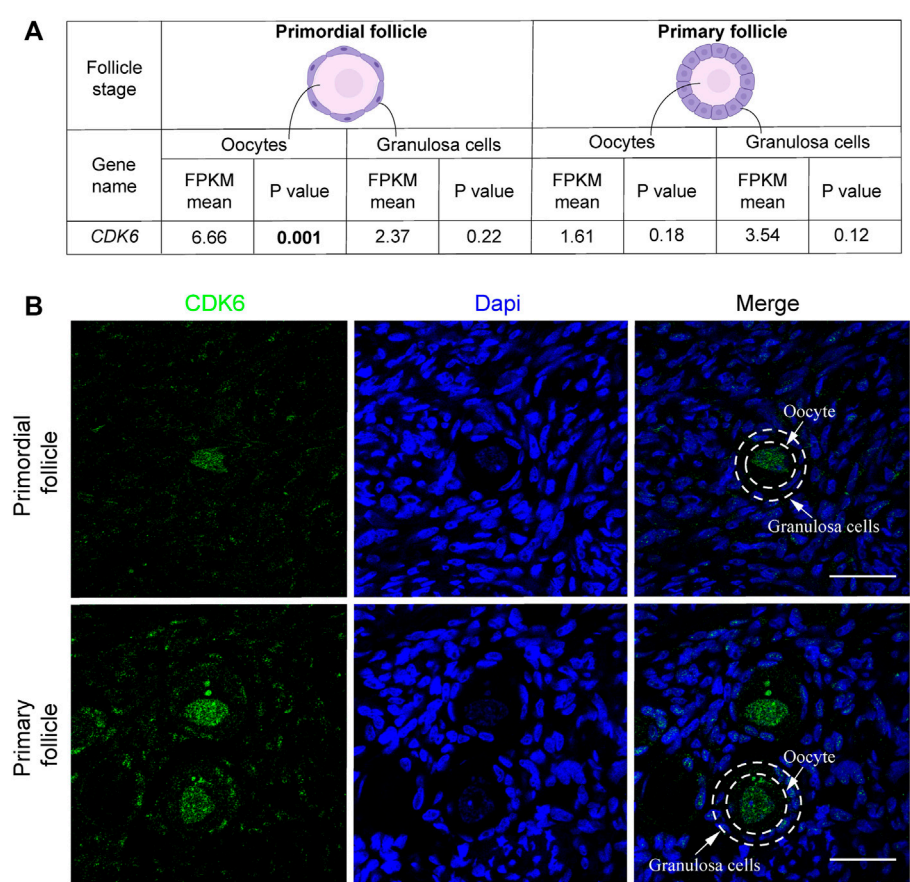 A
Follicle stage
Primordial follicle
Primary follicle
Gene name
Oocytes
Granulosa cells
Oocytes
Granulosa cells
FPKM mean
P value
FPKM mean
P value
FPKM mean
P value
FPKM mean
P value
CDK6
6.66
0.001
2.37
0.22
1.61
0.18
3.54
0.12
B
CDK6
Dapi
Merge
Primordial follicle
Oocyte
Granulosa cells
Primary follicle
Oocyte
Granulosa cells